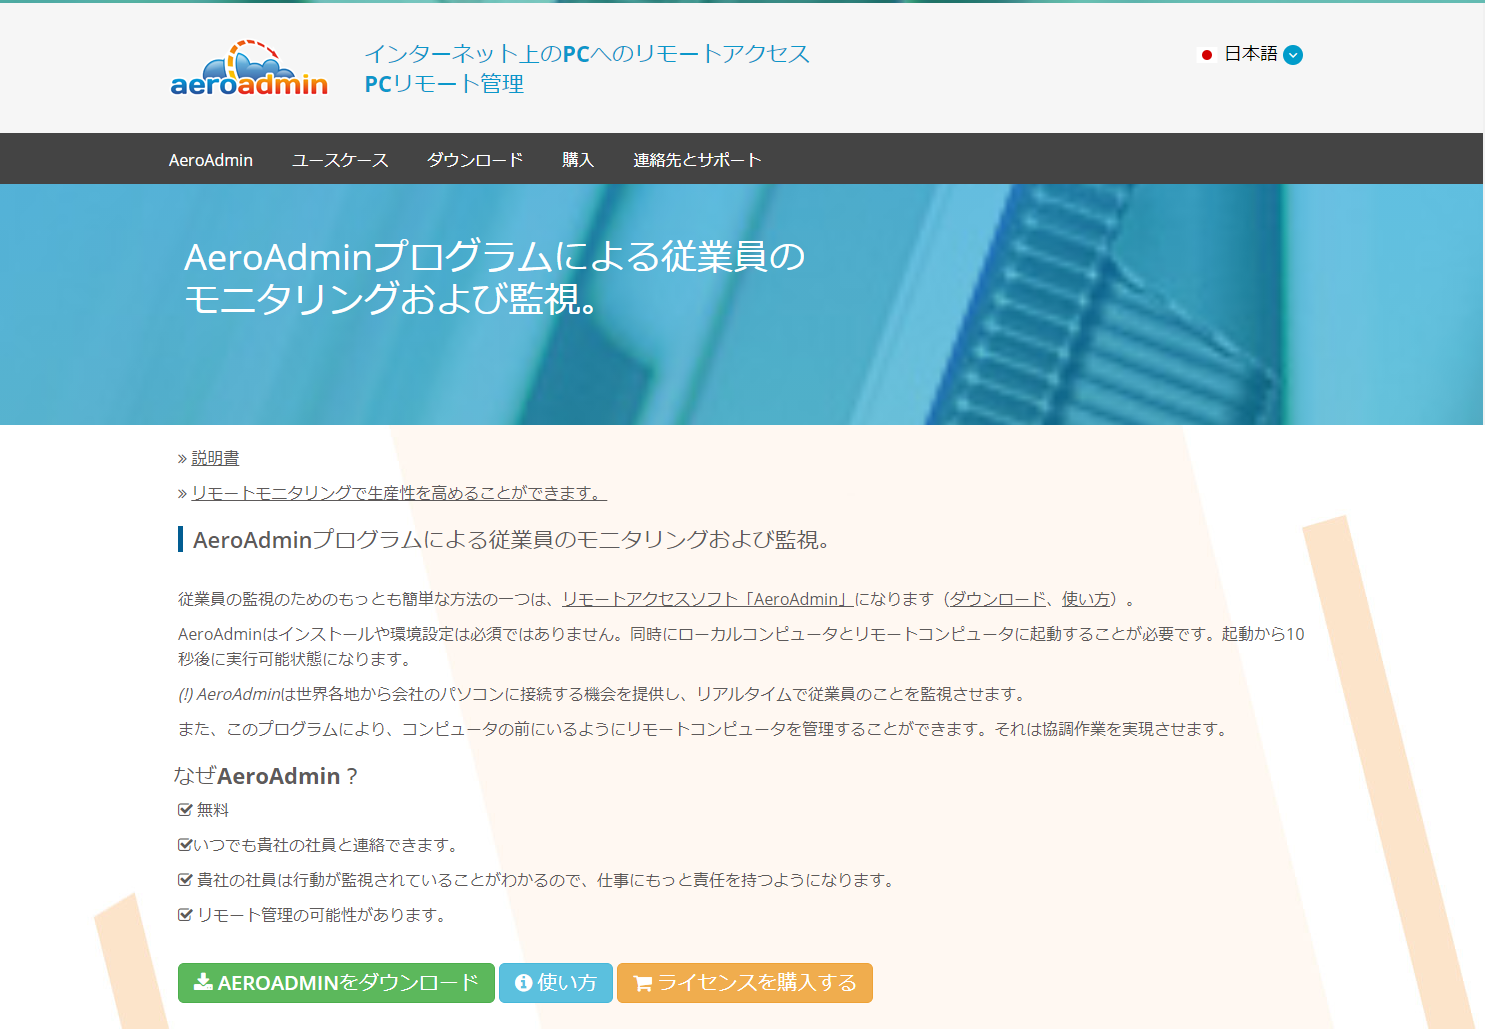 aeroadmin
インターネット上のPCへのリモートアクセス
PCリモート管理
日本語
AeroAdmin ユースケース ダウンロード 購入 連絡先とサポート
AeroAdminプログラムによる従業員の
モニタリングおよび監視。
» 説明書
» リモートモニタリングで生産性を高めることができます。
AeroAdminプログラムによる従業員のモニタリングおよび監視。
従業員の監視のためのもっとも簡単な方法の一つは、リモートアクセスソフト「AeroAdmin」になります（ダウンロード、使い方）。
AeroAdminはインストールや環境設定は必須ではありません。同時にローカルコンピュータとリモートコンピュータに起動することが必要です。起動から10
秒後に実行可能状態になります。
(!) AeroAdminは世界各地から会社のパソコンに接続する機会を提供し、リアルタイムで従業員のことを監視させます。
また、このプログラムにより、コンピュータの前にいるようにリモートコンピュータを管理することができます。それは協調作業を実現させます。
なぜAeroAdmin？
無料
いつでも貴社の社員と連絡できます。
貴社の社員は行動が監視されていることがわかるので、仕事にもっと責任を持つようになります。
リモート管理の可能性があります。
AEROADMINをダウンロード 使い方 ライセンスを購入する